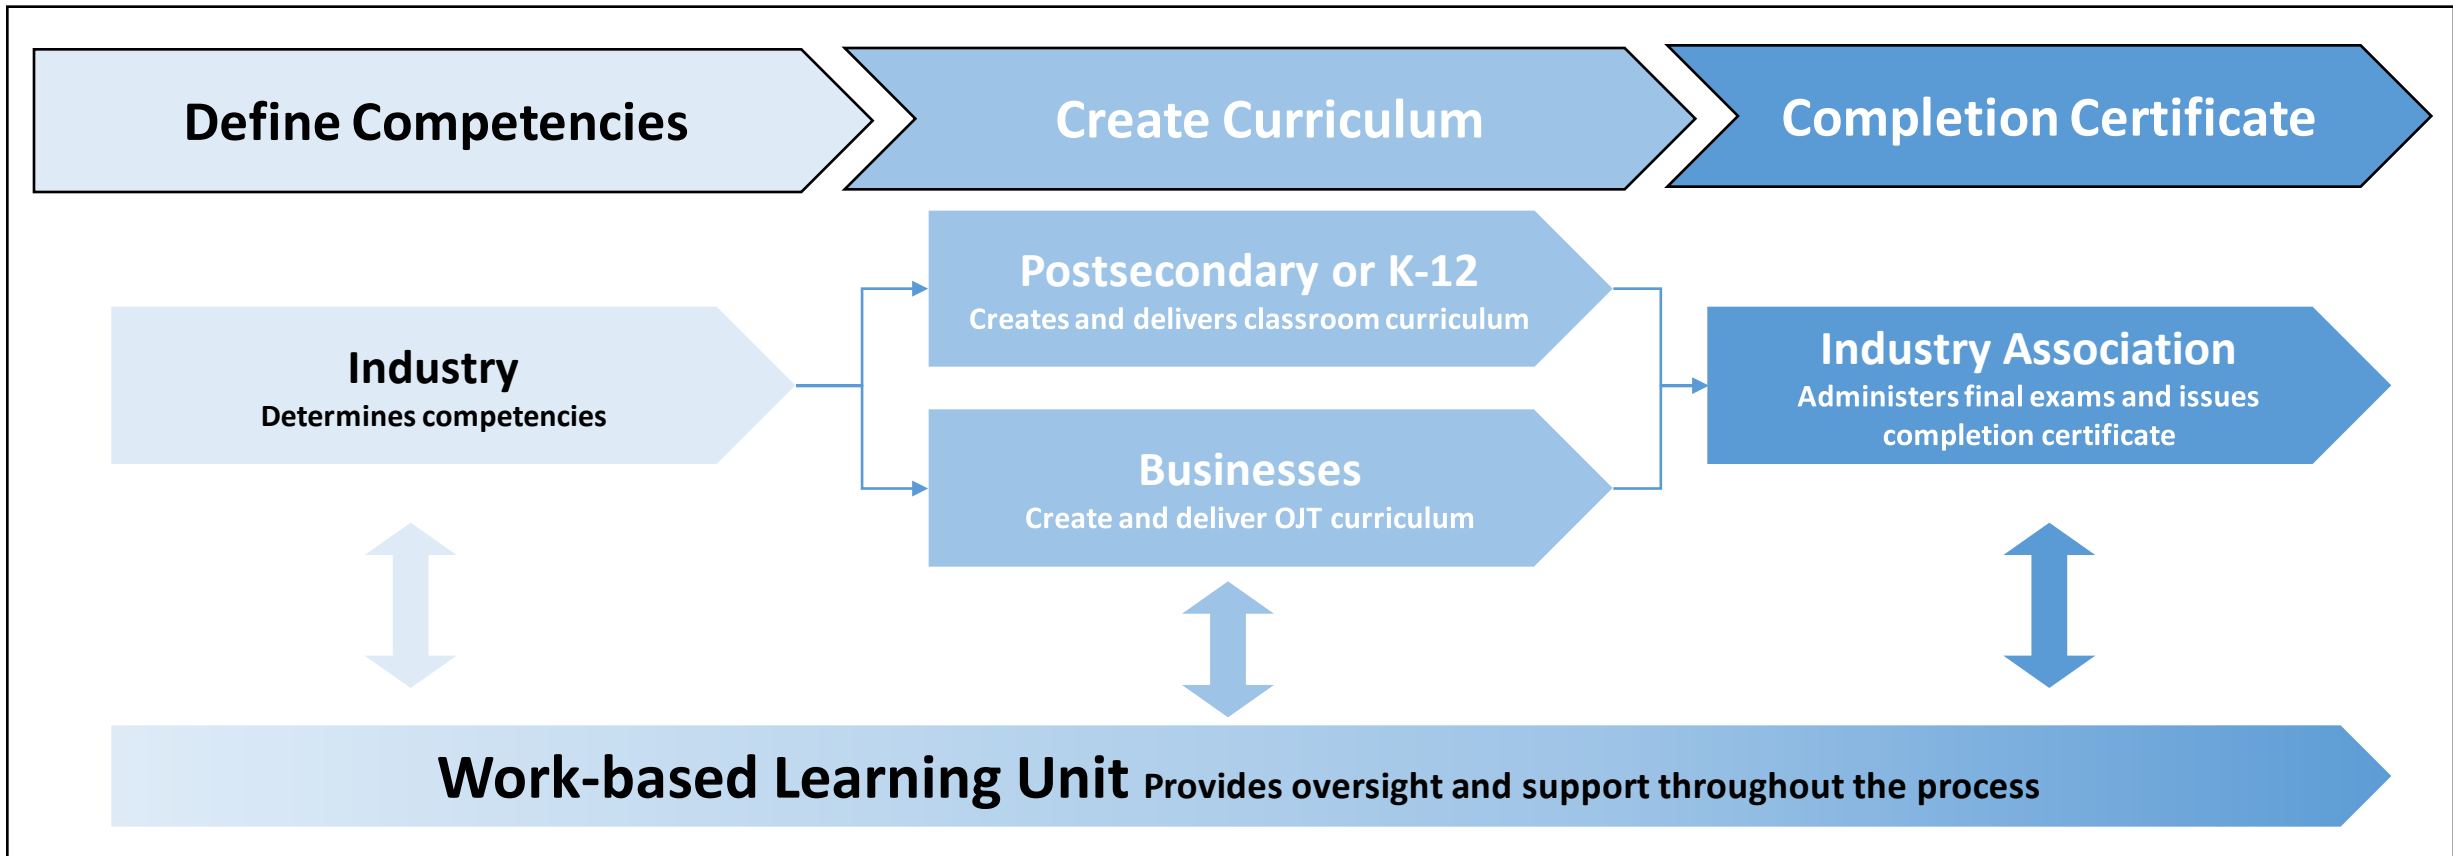 Define Competencies
Create Curriculum
Completion Certificate
Industry
Determines competencies
Postsecondary or K-12
Creates and delivers classroom curriculum
Businesses
Create and deliver OJT curriculum
Industry Association
Administers final exams and issues
completion certificate
Work-based Learning Unit Provides oversight and support throughout the process